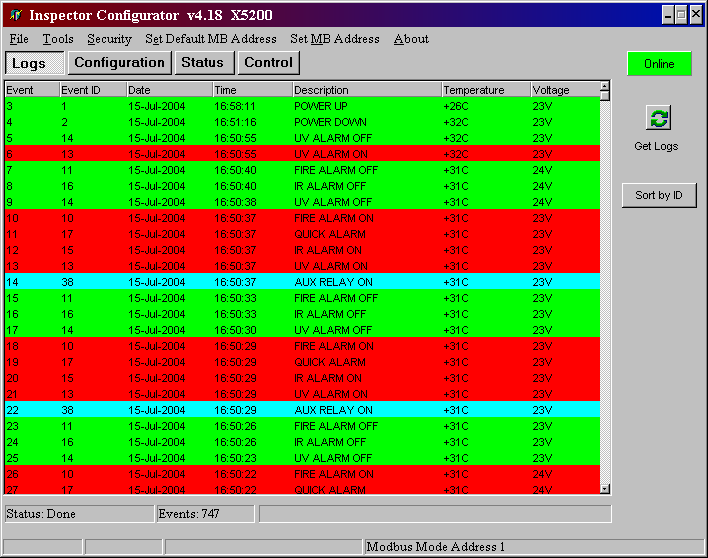 Inspector Configurator v4.18 X5200
File Tools Security Set Default MB Address Set MB Address About
Logs Configuration Status Control
Online
Event Event ID Date Time Description Temperature Voltage
3 1 15-Jul-2004 16:58:11 POWER UP +26C 23V
4 2 15-Jul-2004 16:51:16 POWER DOWN +32C 23V
5 14 15-Jul-2004 16:50:55 UV ALARM OFF +32C 23V
6 13 15-Jul-2004 16:50:55 UV ALARM ON +32C 23V
7 11 15-Jul-2004 16:50:40 FIRE ALARM OFF +31C 24V
8 16 15-Jul-2004 16:50:40 IR ALARM OFF +31C 24V
9 14 15-Jul-2004 16:50:38 UV ALARM OFF +31C 24V
10 10 15-Jul-2004 16:50:37 FIRE ALARM ON +31C 23V
11 17 15-Jul-2004 16:50:37 QUICK ALARM +31C 23V
12 15 15-Jul-2004 16:50:37 IR ALARM ON +31C 23V
13 13 15-Jul-2004 16:50:37 UV ALARM ON +31C 23V
14 38 15-Jul-2004 16:50:37 AUX RELAY ON +31C 23V
15 11 15-Jul-2004 16:50:33 FIRE ALARM OFF +31C 23V
16 16 15-Jul-2004 16:50:33 IR ALARM OFF +31C 23V
17 14 15-Jul-2004 16:50:30 UV ALARM OFF +31C 23V
18 10 15-Jul-2004 16:50:29 FIRE ALARM ON +31C 23V
19 17 15-Jul-2004 16:50:29 QUICK ALARM +31C 23V
20 15 15-Jul-2004 16:50:29 IR ALARM ON +31C 23V
21 13 15-Jul-2004 16:50:29 UV ALARM ON +31C 23V
22 38 15-Jul-2004 16:50:29 AUX RELAY ON +31C 23V
23 11 15-Jul-2004 16:50:26 FIRE ALARM OFF +31C 23V
24 16 15-Jul-2004 16:50:26 IR ALARM OFF +31C 23V
25 14 15-Jul-2004 16:50:23 UV ALARM OFF +31C 23V
26 10 15-Jul-2004 16:50:22 FIRE ALARM ON +31C 24V
27 17 15-Jul-2004 16:50:22 QUICK ALARM +31C 24V
Get Logs
Sort by ID
Status: Done Events: 747
Modbus Mode Address 1